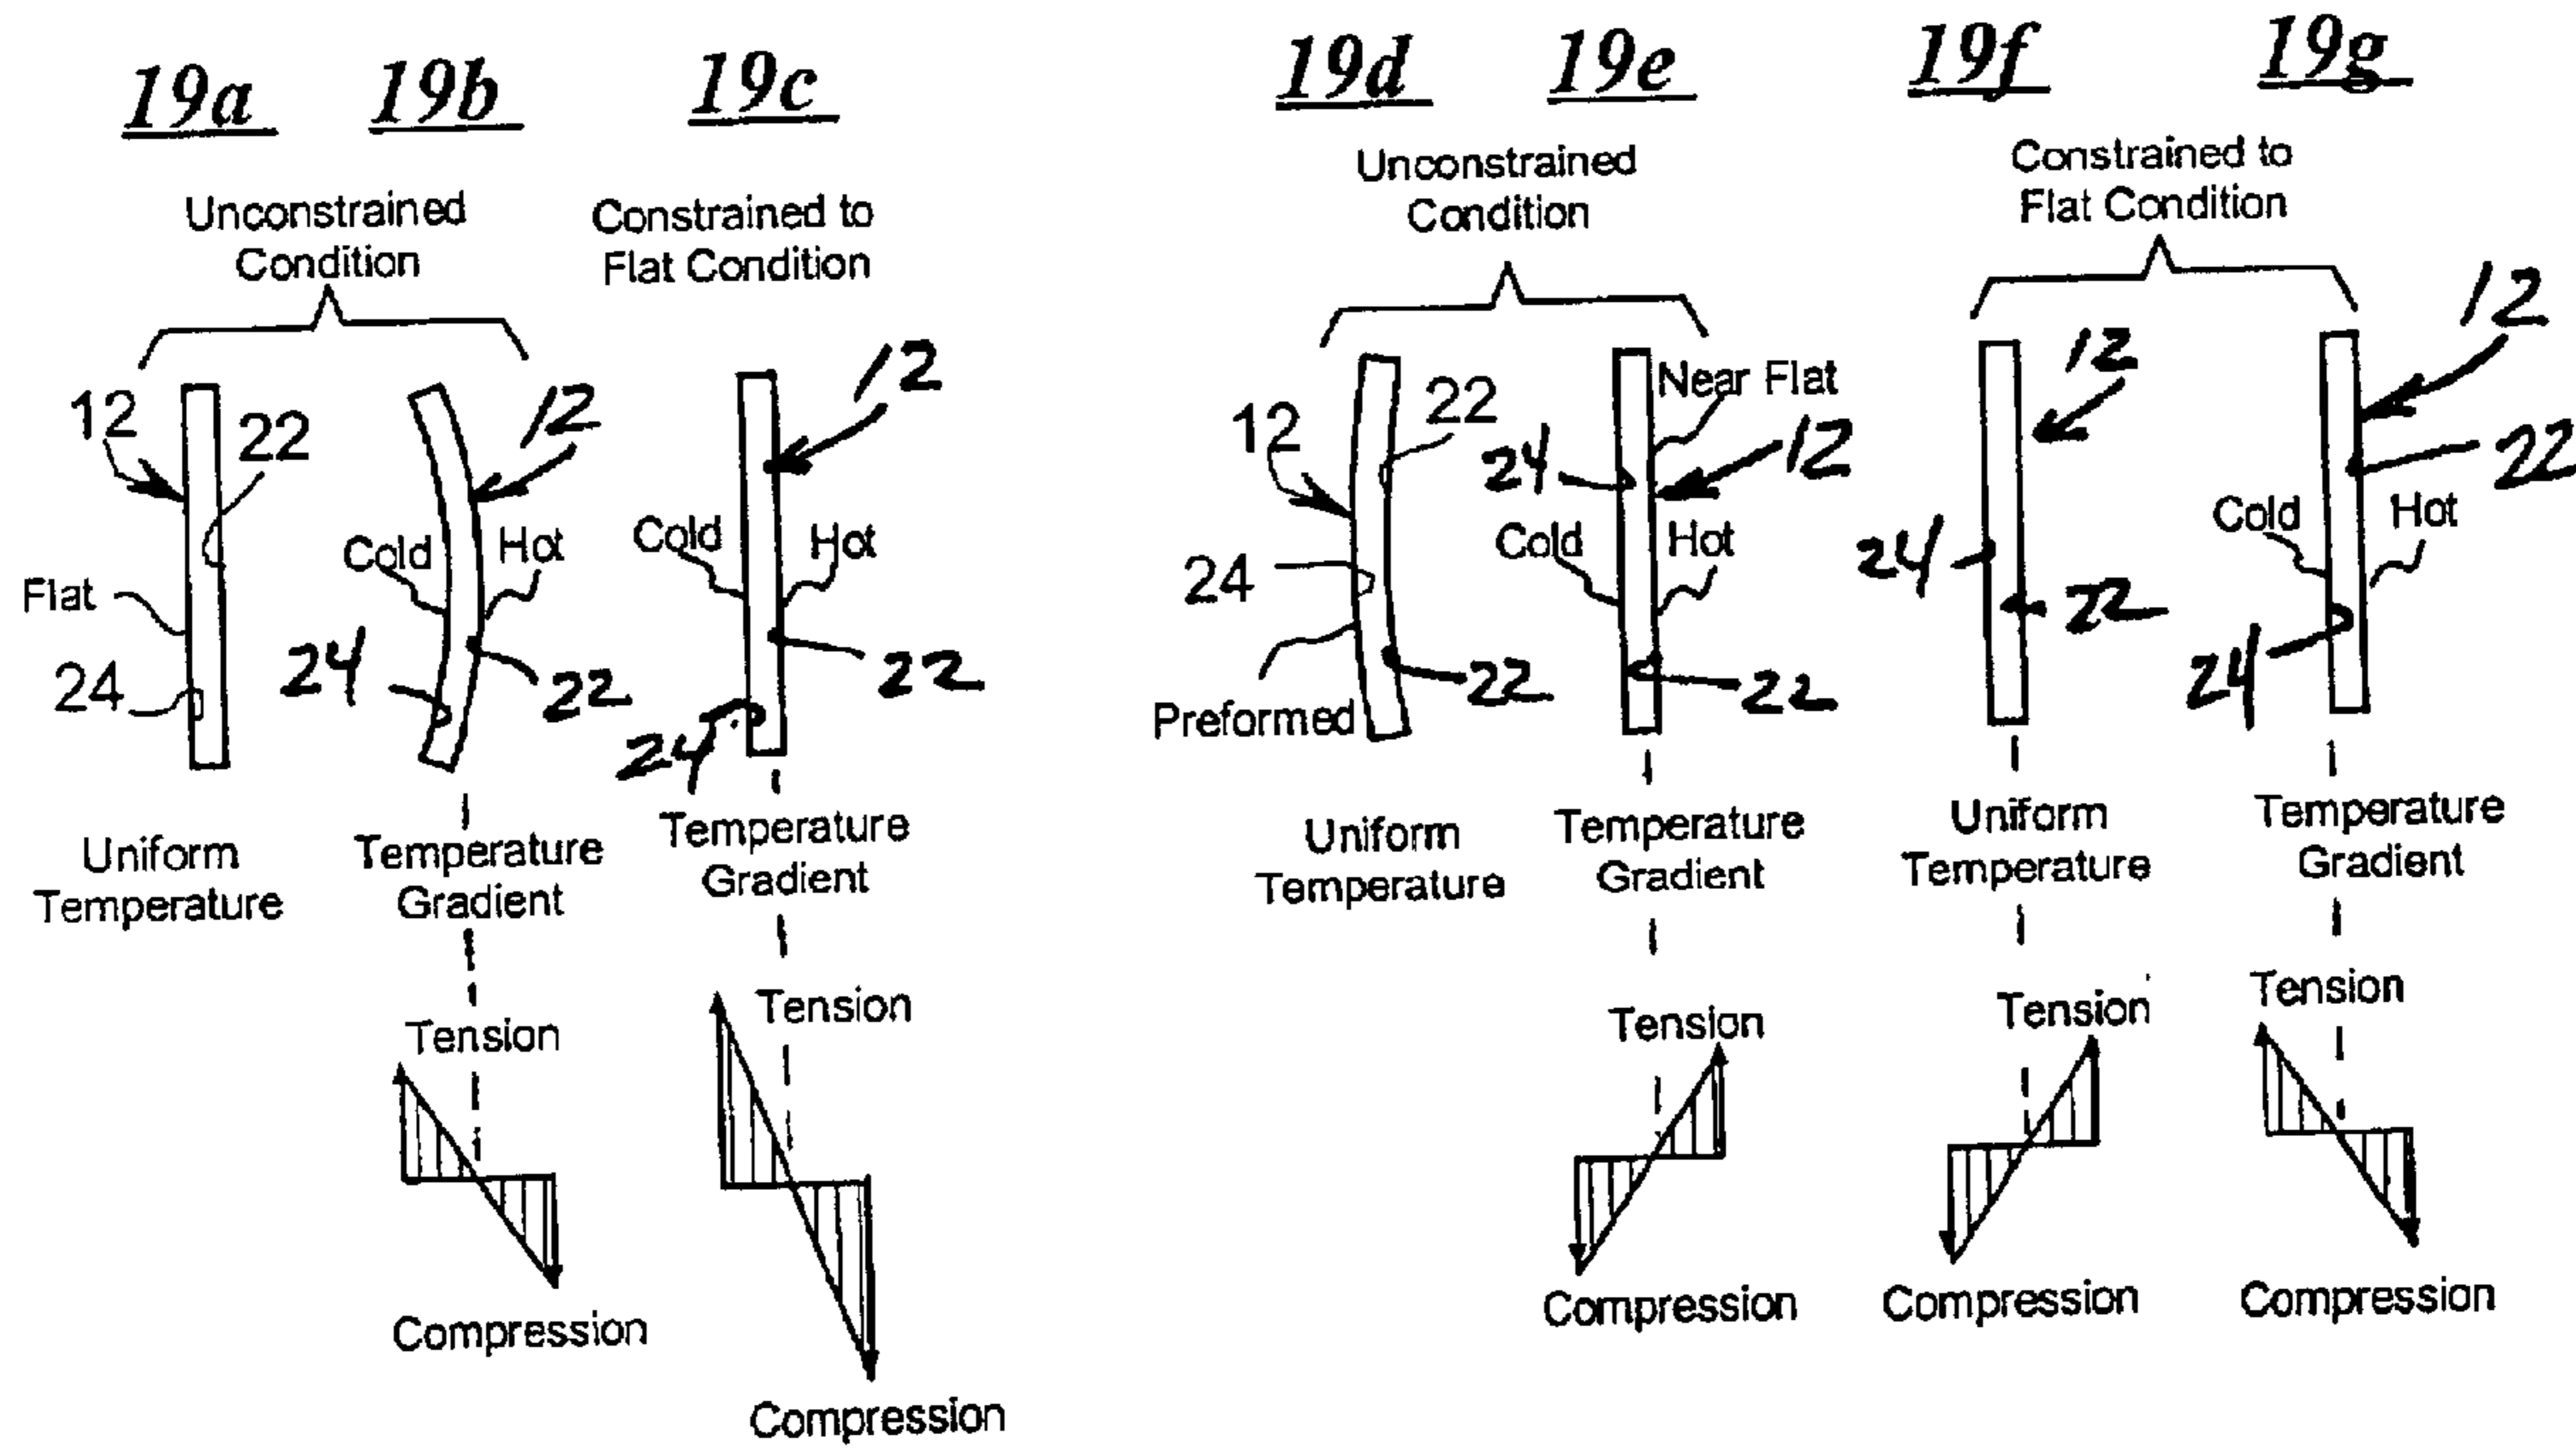 19a
19b
19c
19d
19e
19f
19g
Unconstrained
Condition
Constrained to
Flat Condition
Unconstrained
Condition
Constrained to
Flat Condition
12
22
Flat
24
12
Cold
Hot
24
22
12
Cold
Hot
22
24
12
22
24
22
Preformed
Near Flat
24
12
Cold
Hot
22
12
24
22
12
22
Cold
Hot
24
Uniform
Temperature
Temperature
Gradient
Temperature
Gradient
Uniform
Temperature
Temperature
Gradient
Uniform
Temperature
Temperature
Gradient
Tension
Compression
Tension
Compression
Tension
Compression
Tension
Compression
Tension
Compression